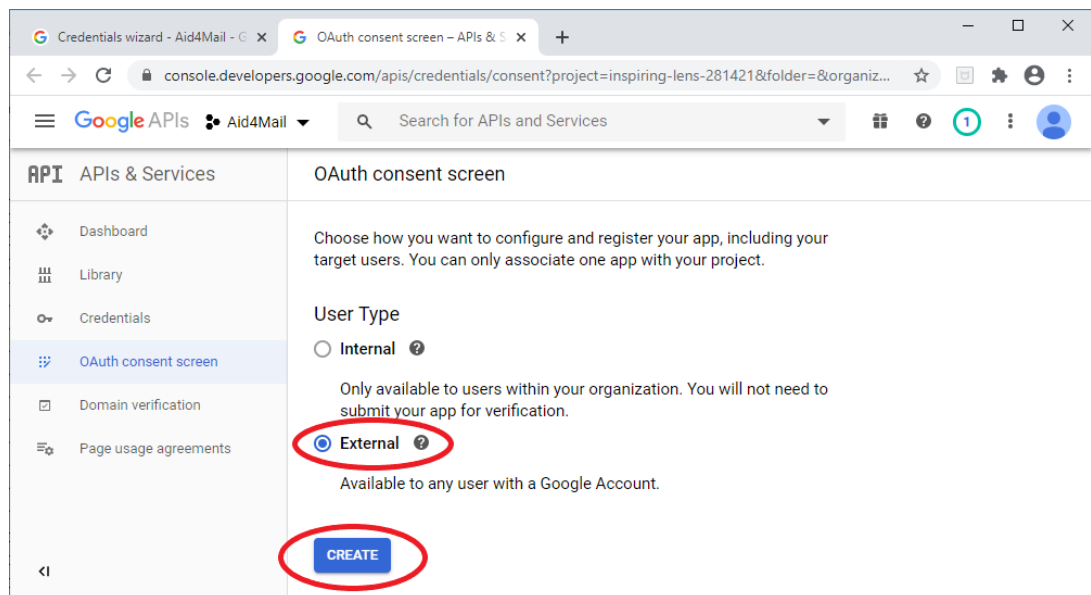 Credentials wizard - Aid4Mail - G
OAuth consent screen – APIs & S
console.developers.google.com/apis/credentials/consent?project=inspiring-lens-281421&folder=&organiz...
Google APIs Aid4Mail Search for APIs and Services 1
API APIs & Services
Dashboard
Library
Credentials
OAuth consent screen
Domain verification
Page usage agreements
OAuth consent screen
Choose how you want to configure and register your app, including your
target users. You can only associate one app with your project.
User Type
Internal
Only available to users within your organization. You will not need to
submit your app for verification.
External
Available to any user with a Google Account.
CREATE